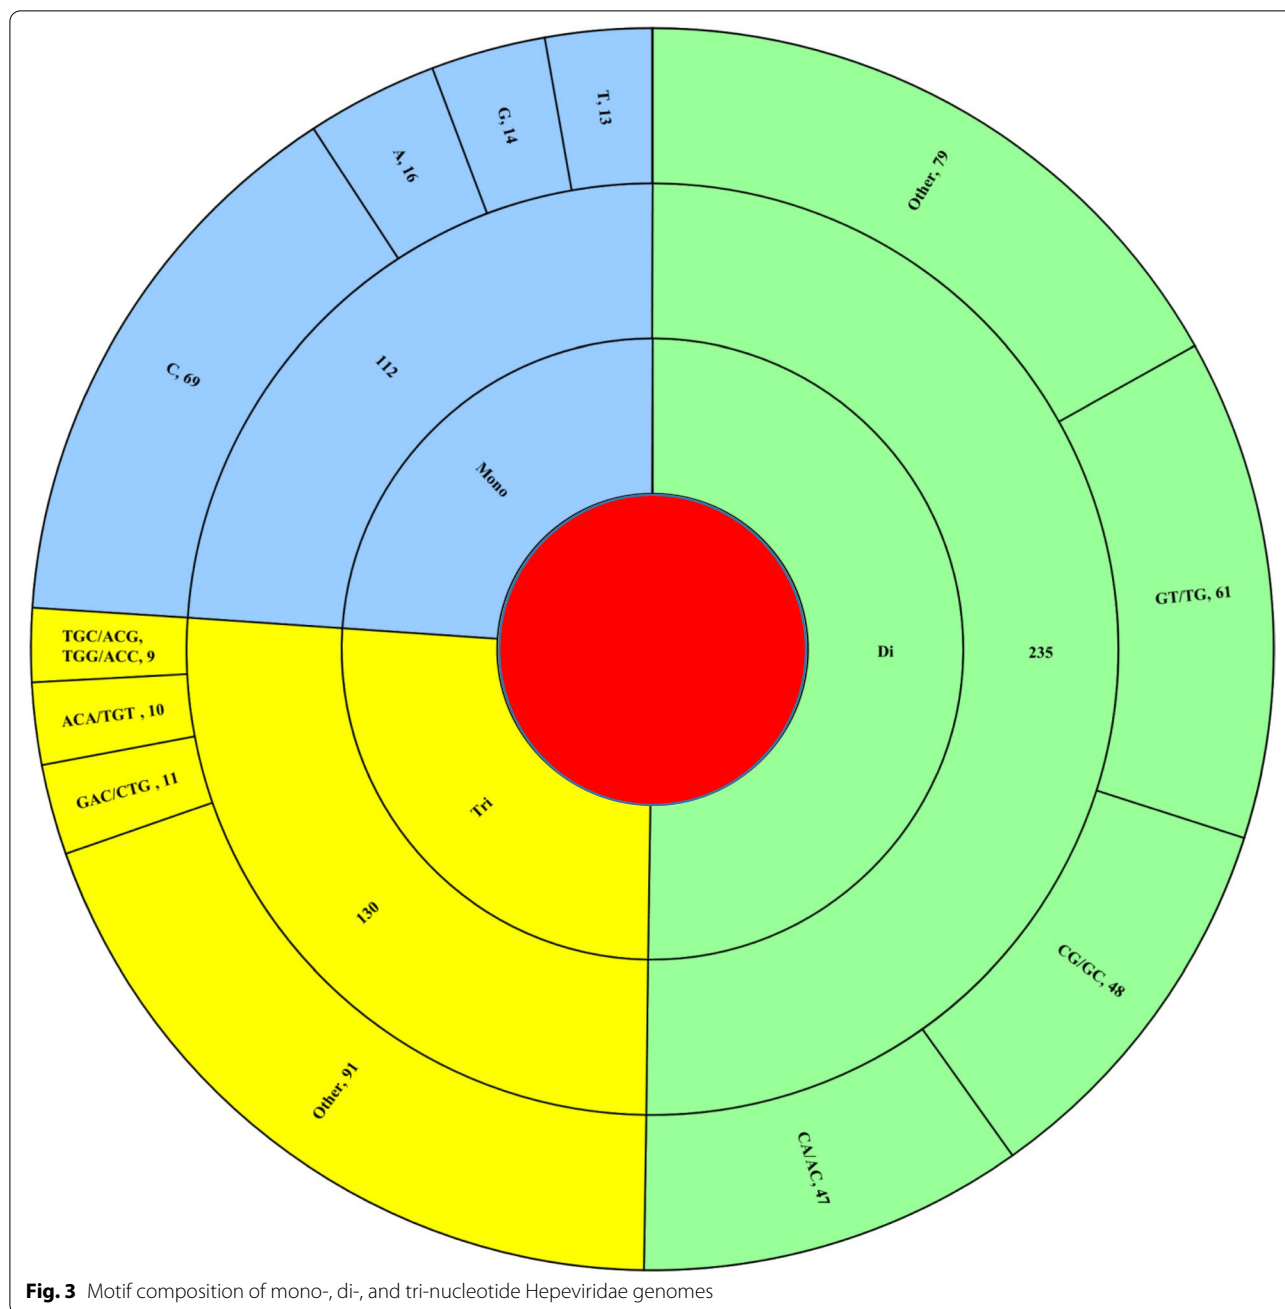 T, 13
G, 14
A, 16
C, 69
112
Mono
Other, 79
GT/TG, 61
Di
235
CG/GC, 48
CA/AC, 47
TGC/ACG,
TGG/ACC, 9
ACA/TGT , 10
GAC/CTG , 11
Tri
130
Other, 91
Fig. 3 Motif composition of mono-, di-, and tri-nucleotide Hepeviridae genomes